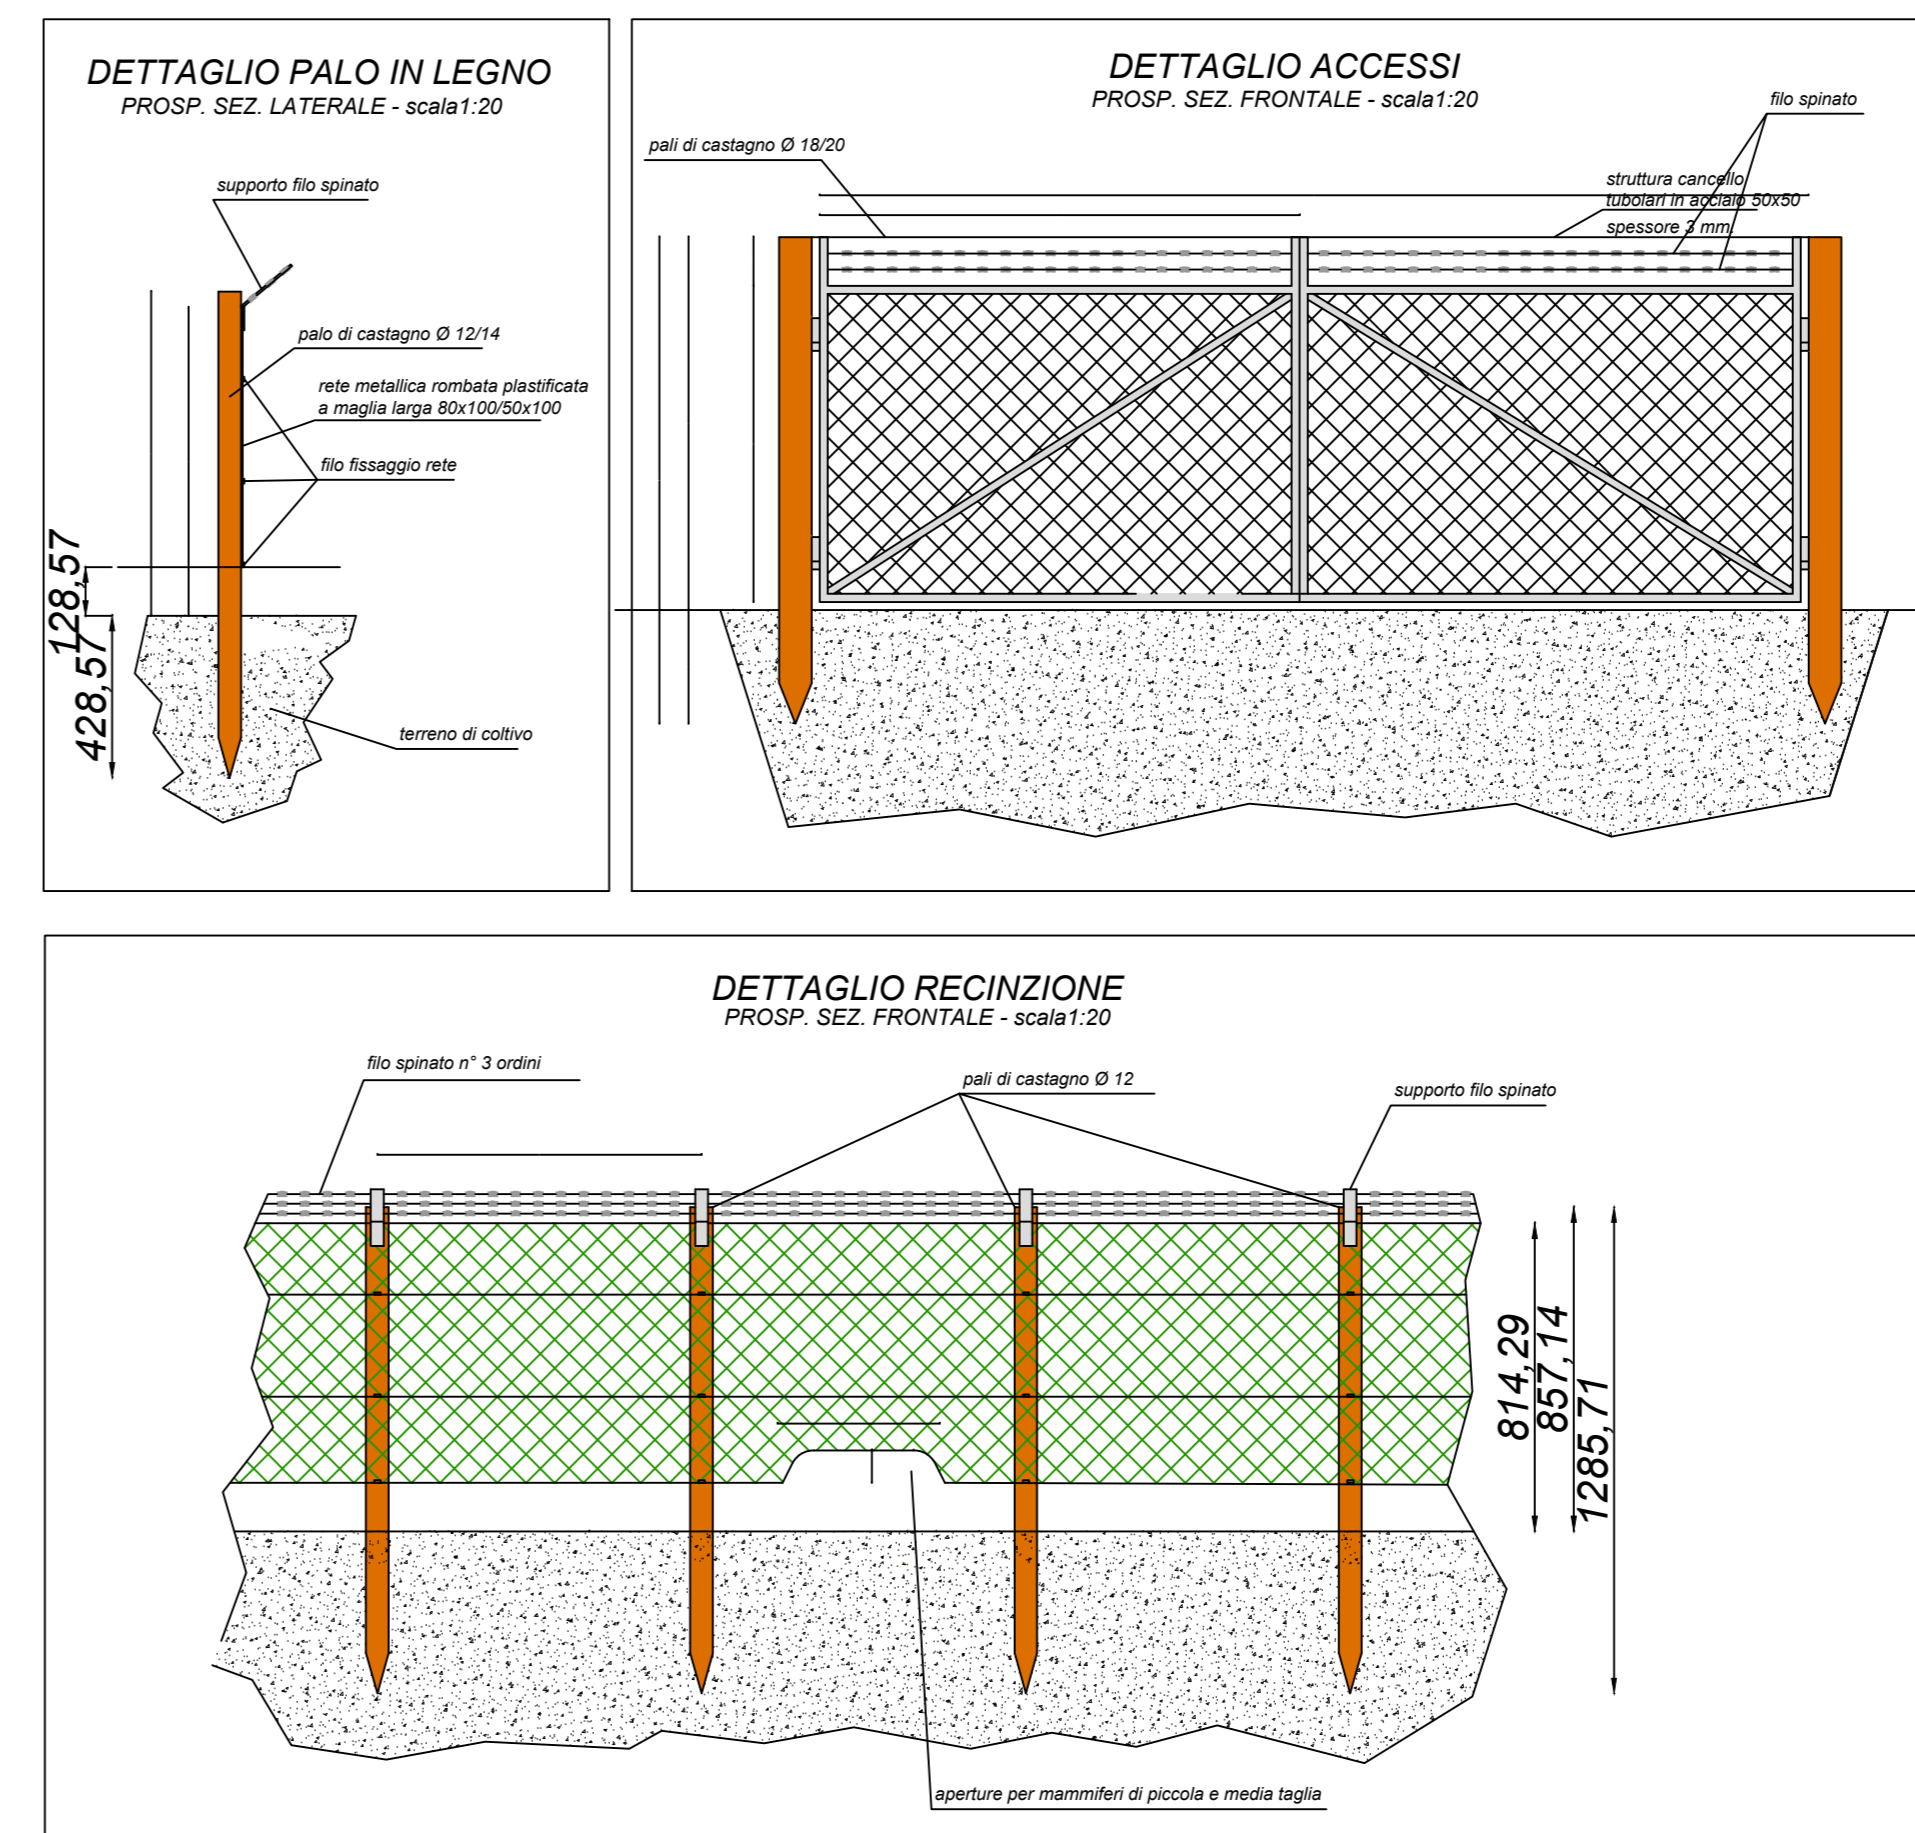 DETTAGLIO PALO IN LEGNO
PROSP. SEZ. LATERALE - scala1:20
supporto filo spinato
palo di castagno Ø 12/14
rete metallica rombata plastificata
a maglia larga 80x100/50x100
filo fissaggio rete
128,57
428,57
terreno di coltivo
DETTAGLIO ACCESSI
PROSP. SEZ. FRONTALE - scala1:20
filo spinato
pali di castagno Ø 18/20
struttura cancello
tubolari in acciaio 50x50
spessore 3 mm.
DETTAGLIO RECINZIONE
PROSP. SEZ. FRONTALE - scala1:20
filo spinato n° 3 ordini
pali di castagno Ø 12
supporto filo spinato
814,29
857,14
1285,71
aperture per mammiferi di piccola e media taglia